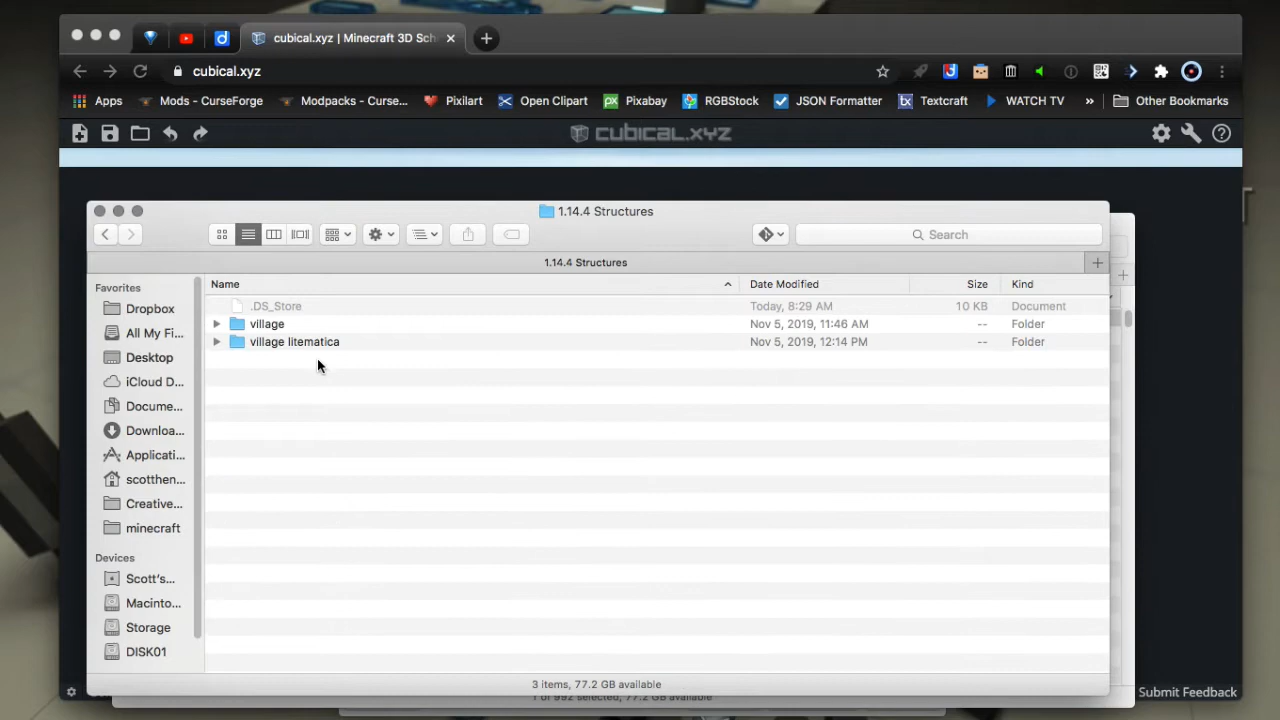 cubical.xyz | Minecraft 3D Sch
cubical.xyz
Apps Mods - CurseForge Modpacks - Curse... Pixilart Open Clipart Pixabay RGBStock JSON Formatter Textcraft WATCH TV » Other Bookmarks
cubical.xyz
1.14.4 Structures
Search
1.14.4 Structures
Favorites
Dropbox
All My Fi...
Desktop
iCloud D...
Docume...
Downloa...
Applicati...
scotthen...
Creative...
minecraft
Devices
Scott's...
Macinto...
Storage
DISK01
Name Date Modified Size Kind
.DS_Store Today, 8:29 AM 10 KB Document
village Nov 5, 2019, 11:46 AM -- Folder
village litematica Nov 5, 2019, 12:14 PM -- Folder
3 items, 77.2 GB available
Submit Feedback